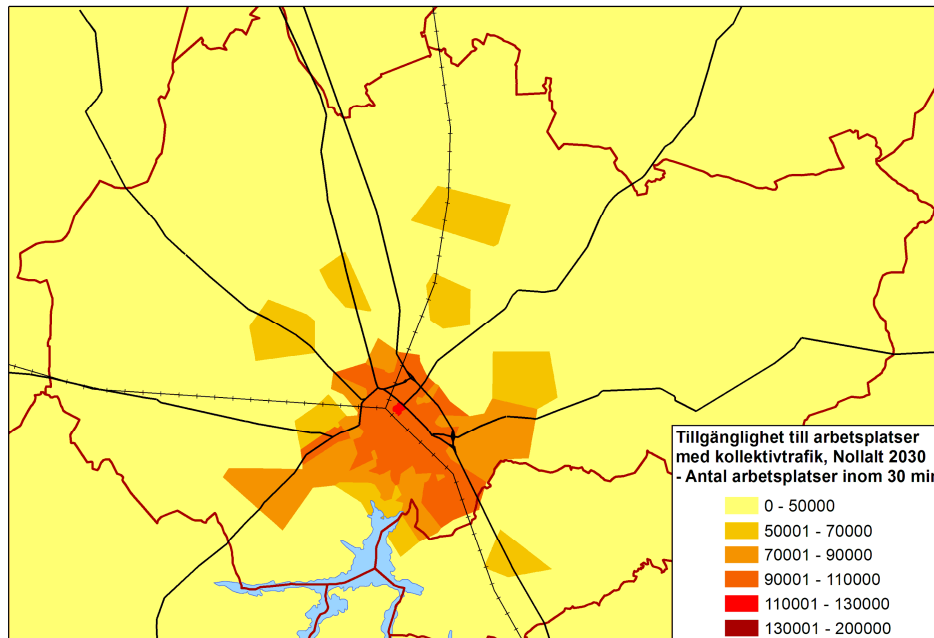 Tillgänglighet till arbetsplatser
med kollektivtrafik, Nollalt 2030
- Antal arbetsplatser inom 30 min
0 - 50000
50001 - 70000
70001 - 90000
90001 - 110000
110001 - 130000
130001 - 200000